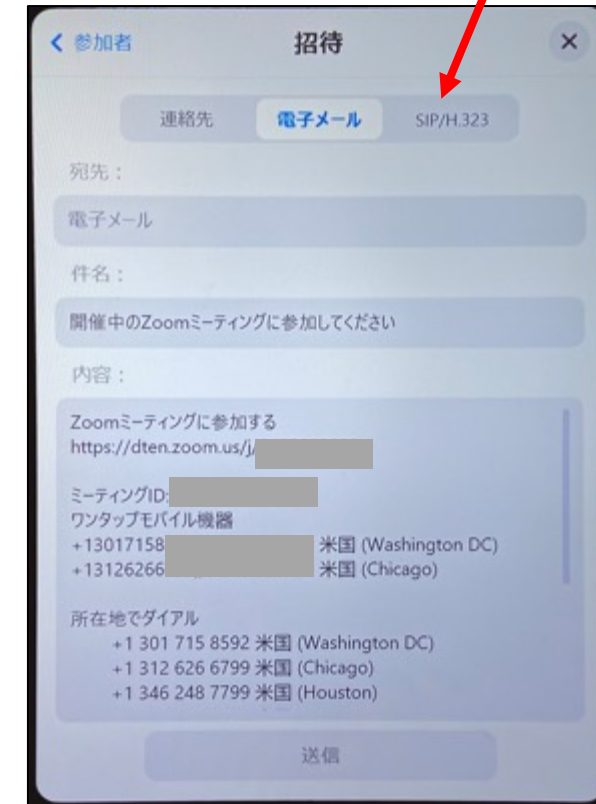 参加者
招待
連絡先
電子メール
SIP/H.323
宛先：
電子メール
件名：
開催中のZoomミーティングに参加してください
内容：
Zoomミーティングに参加する
https://dten.zoom.us/j/
ミーティングID:
ワンタップモバイル機器
+13017158 米国 (Washington DC)
+13126266 米国 (Chicago)
所在地でダイアル
+1 301 715 8592 米国 (Washington DC)
+1 312 626 6799 米国 (Chicago)
+1 346 248 7799 米国 (Houston)
送信